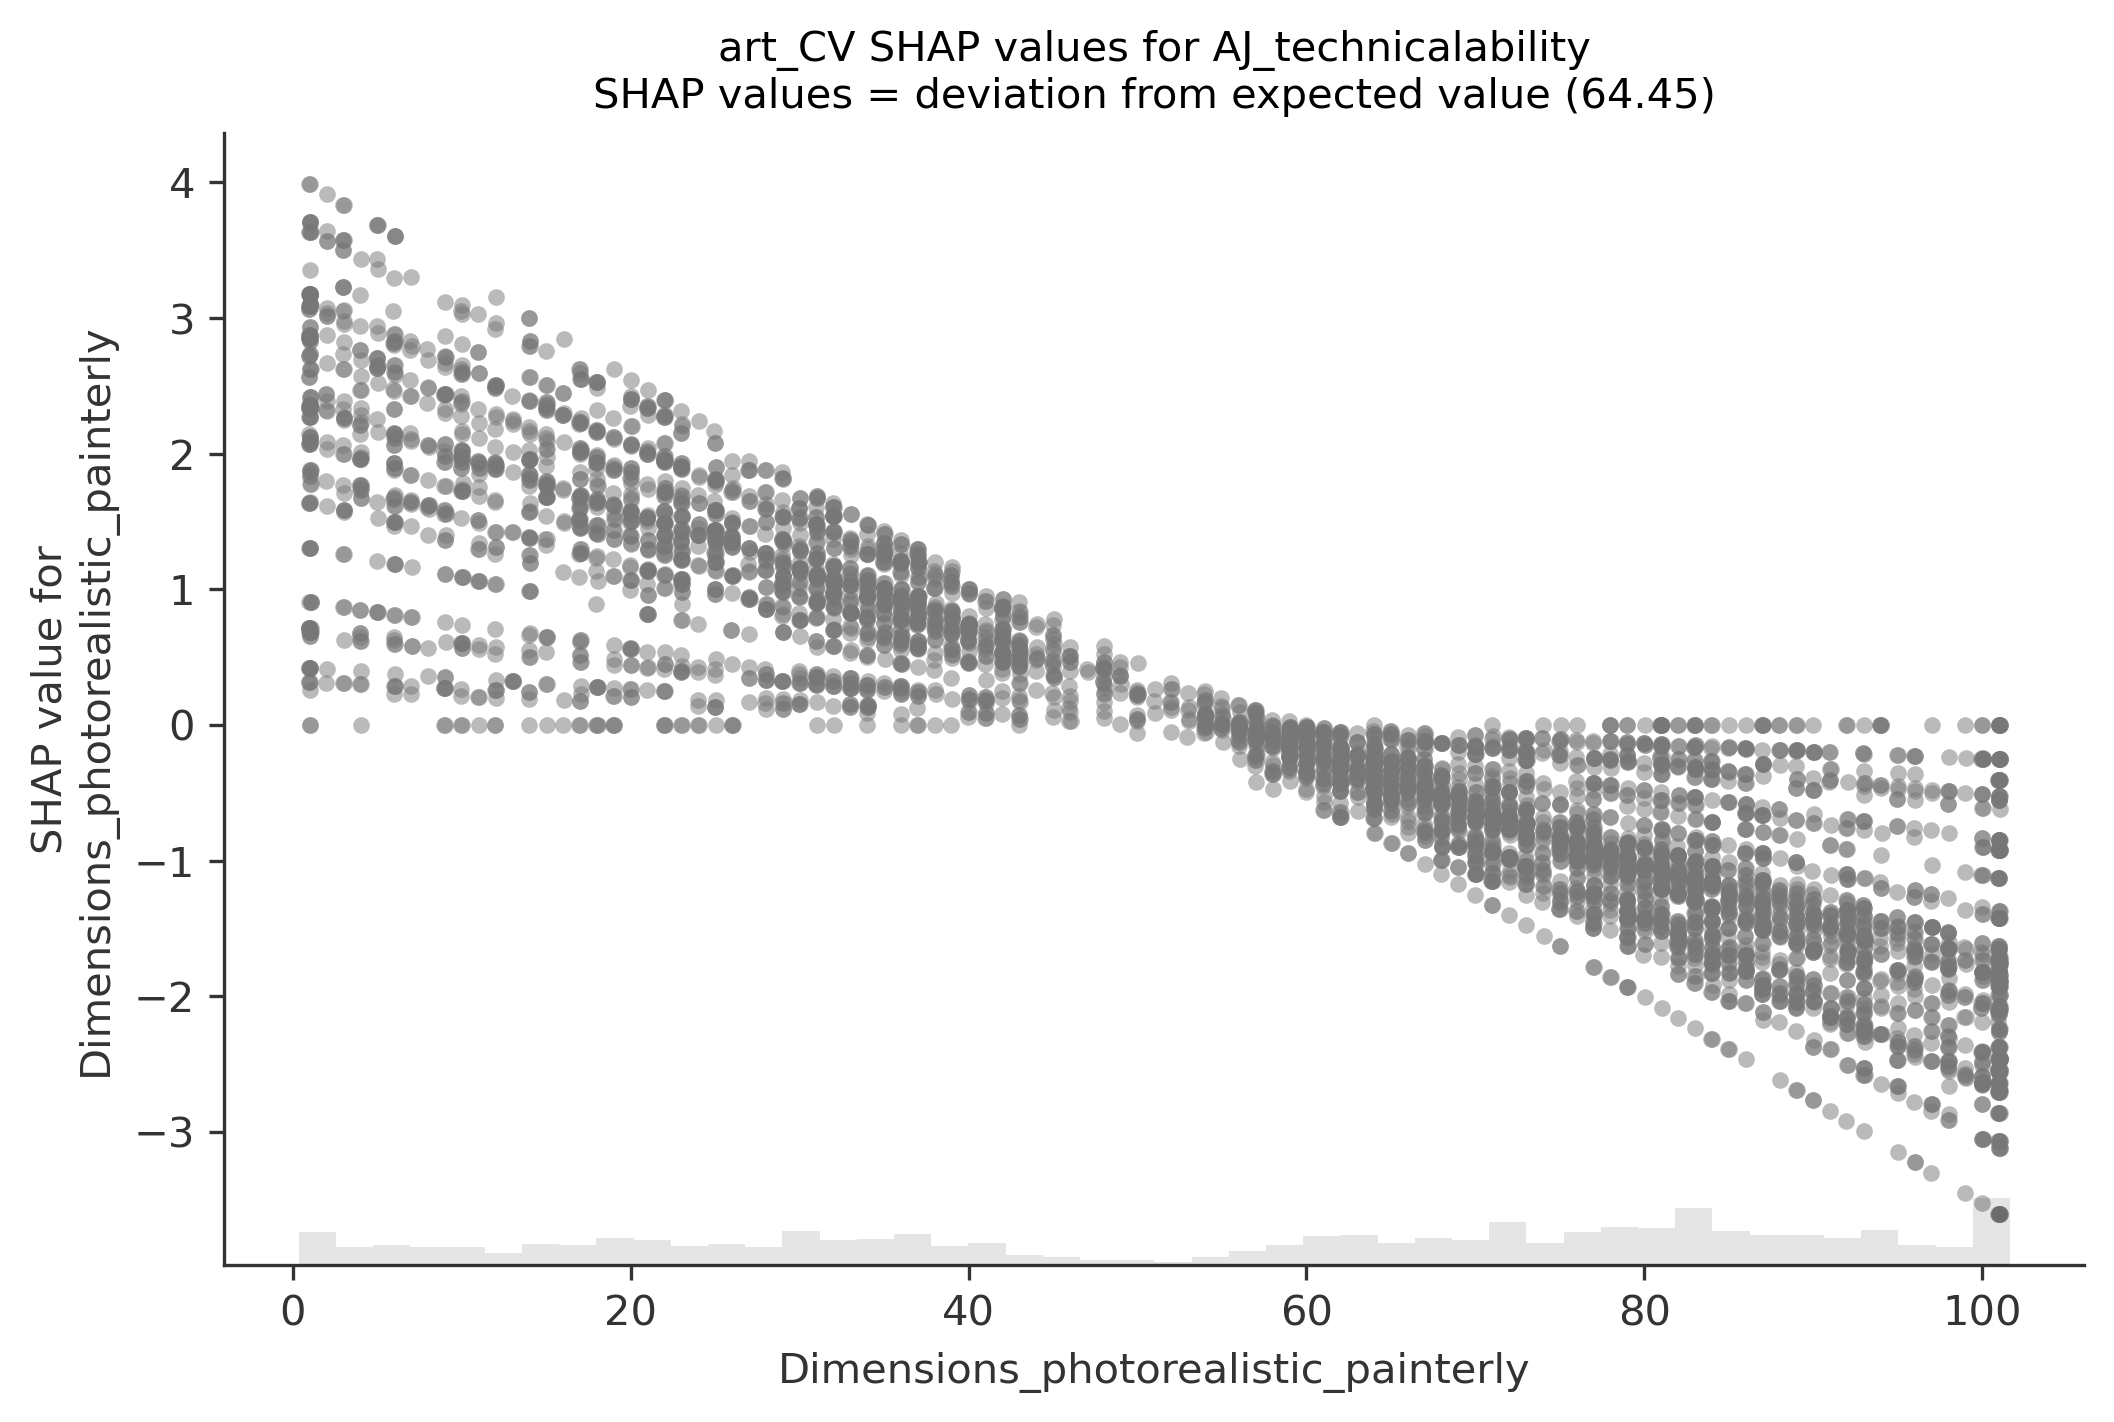 art_CV SHAP values for AJ_technicalability
SHAP values = deviation from expected value (64.45)
SHAP value for
Dimensions_photorealistic_painterly
4
3
2
1
0
−1
−2
−3
0
20
40
60
80
100
Dimensions_photorealistic_painterly